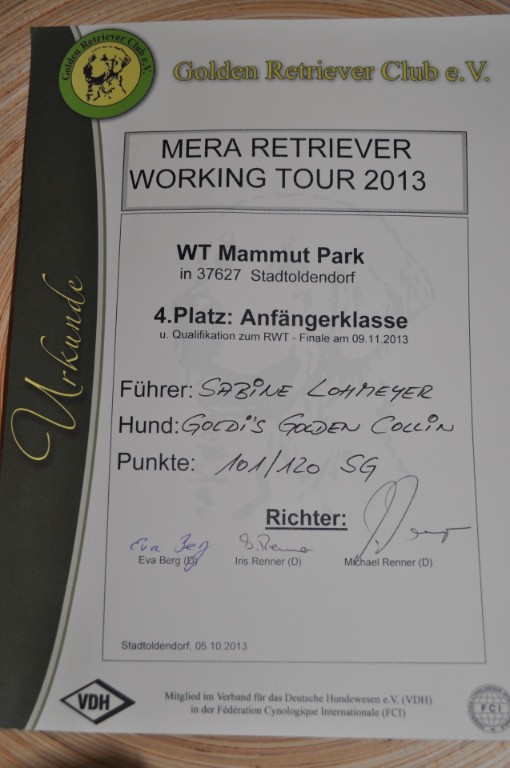 Golden Retriever Club e.V.
Golden Retriever Club e.V.
MERA RETRIEVER
WORKING TOUR 2013
WT Mammut Park
in 37627 Stadtoldendorf
4.Platz: Anfängerklasse
u. Qualifikation zum RWT - Finale am 09.11.2013
Urkunde
Führer: SABINE LOHMEYER
Hund: GOLDI'S GOLDEN COLLIN
Punkte: 101/120 SG
Richter:
Eva Berg
Eva Berg (D)
Iris Renner (D)
Michael Renner (D)
Stadtoldendorf, 05.10.2013
VDH
Mitglied im Verband für das Deutsche Hundewesen e.V. (VDH)
in der Fédération Cynologique Internationale (FCI)
FCI